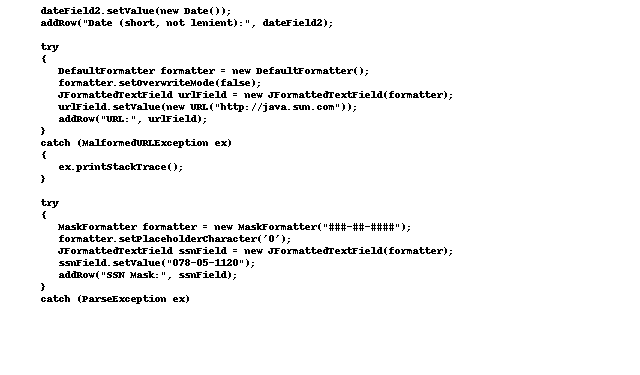 dateField2.setValue(new Date());
addRow("Date (short, not lenient):", dateField2);
try
{
DefaultFormatter formatter = new DefaultFormatter();
formatter.setOverwriteMode(false);
JFormattedTextField urlField = new JFormattedTextField(formatter);
urlField.setValue(new URL("http://java.sun.com"));
addRow("URL:", urlField);
}
catch (MalformedURLException ex)
{
ex.printStackTrace();
}
try
{
MaskFormatter formatter = new MaskFormatter("###-##-####");
formatter.setPlaceholderCharacter('0');
JFormattedTextField ssnField = new JFormattedTextField(formatter);
ssnField.setValue("078-05-1120");
addRow("SSN Mask:", ssnField);
}
catch (ParseException ex)